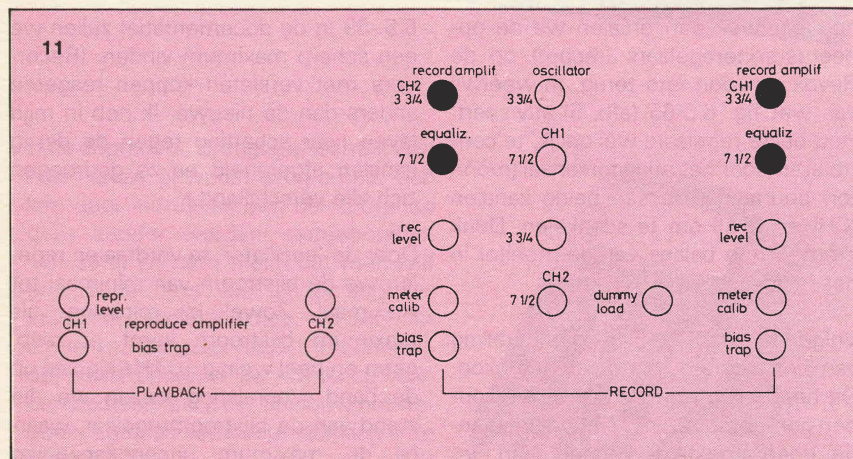 11
record amplif
CH2
3 3/4
equaliz.
7 1/2
rec
level
meter
calib
bias
trap
oscillator
3 3/4
CH1
7 1/2
3 3/4
CH2
7 1/2
dummy
load
record amplif
CH1
3 3/4
equaliz.
7 1/2
rec
level
meter
calib
bias
trap
repr.
level
CH1
reproduce amplifier
CH2
bias trap
PLAYBACK
RECORD